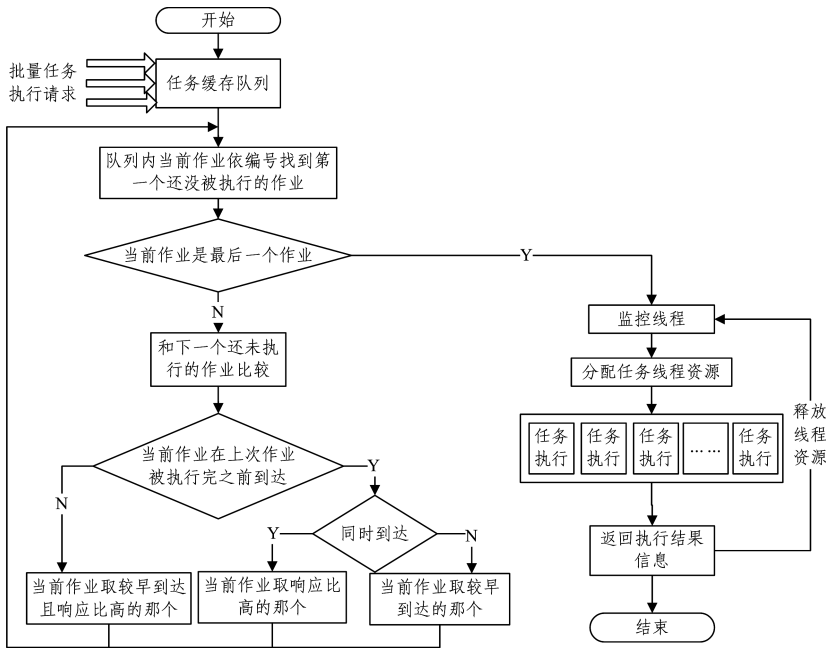 开始
批量任务
执行请求
任务缓存队列
队列内当前作业依编号找到第
一个还没被执行的作业
当前作业是最后一个作业
Y
N
监控线程
和下一个还未执
行的作业比较
分配任务线程资源
释放
线程
资源
任务
执行
任务
执行
任务
执行
... ...
任务
执行
当前作业在上次作业
被执行完之前到达
Y
N
同时到达
Y
N
返回执行结果
信息
当前作业取较早到达
且响应比高的那个
当前作业取响应比
高的那个
当前作业取较早
到达的那个
结束